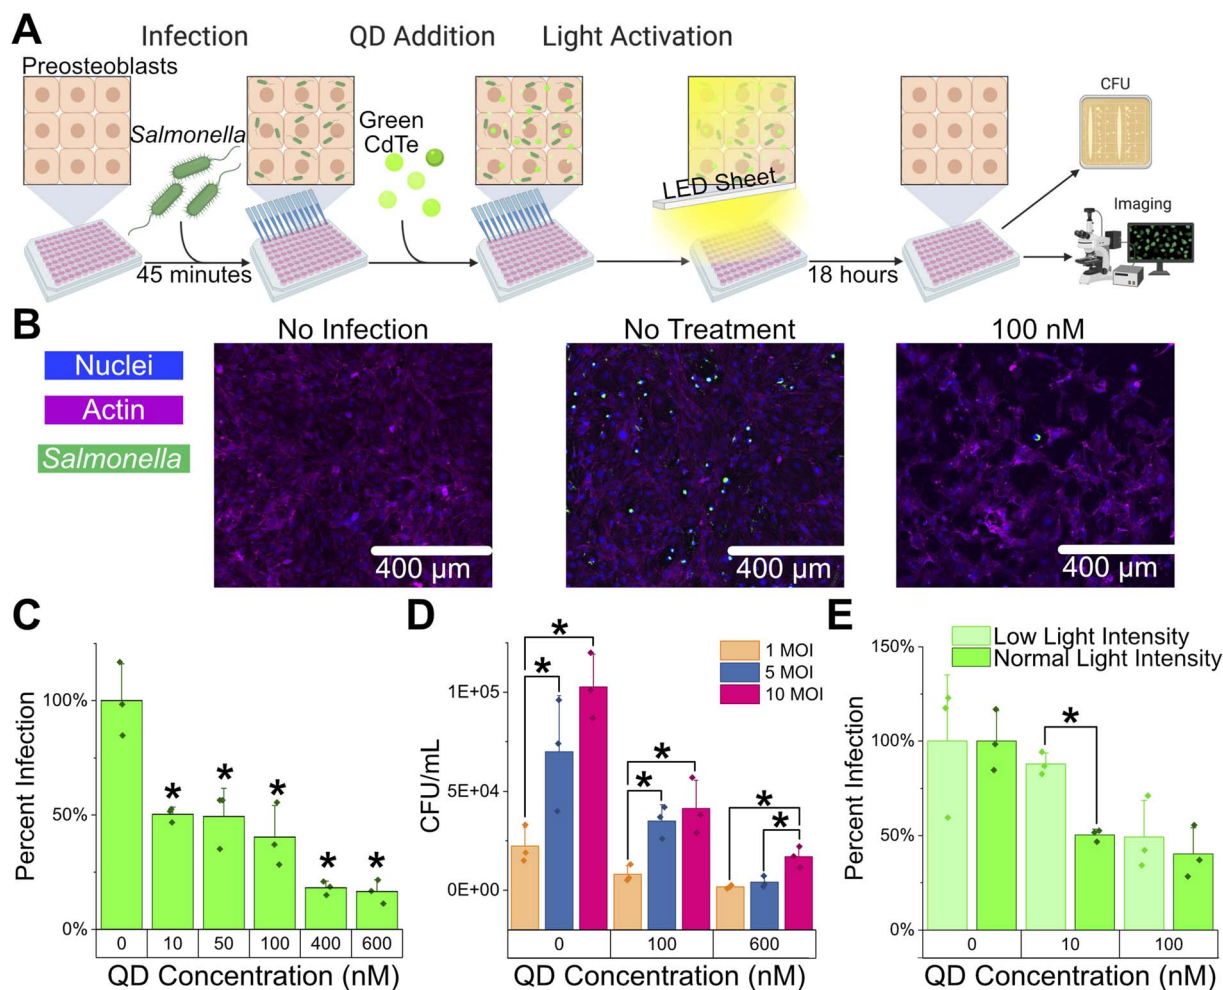 A
Infection
QD Addition
Light Activation
Preosteoblasts
Salmonella
Green
CdTe
LED Sheet
CFU
Imaging
45 minutes
18 hours
B
No Infection
No Treatment
100 nM
Nuclei
Actin
Salmonella
400 µm
400 µm
400 µm
C
Percent Infection
100%
50%
0%
*
*
*
*
*
0 10 50 100 400 600
QD Concentration (nM)
D
CFU/mL
1E+05
5E+04
0E+00
1 MOI
5 MOI
10 MOI
*
*
*
*
*
*
0 100 600
QD Concentration (nM)
E
Low Light Intensity
Normal Light Intensity
Percent Infection
150%
100%
50%
0%
*
0 10 100
QD Concentration (nM)